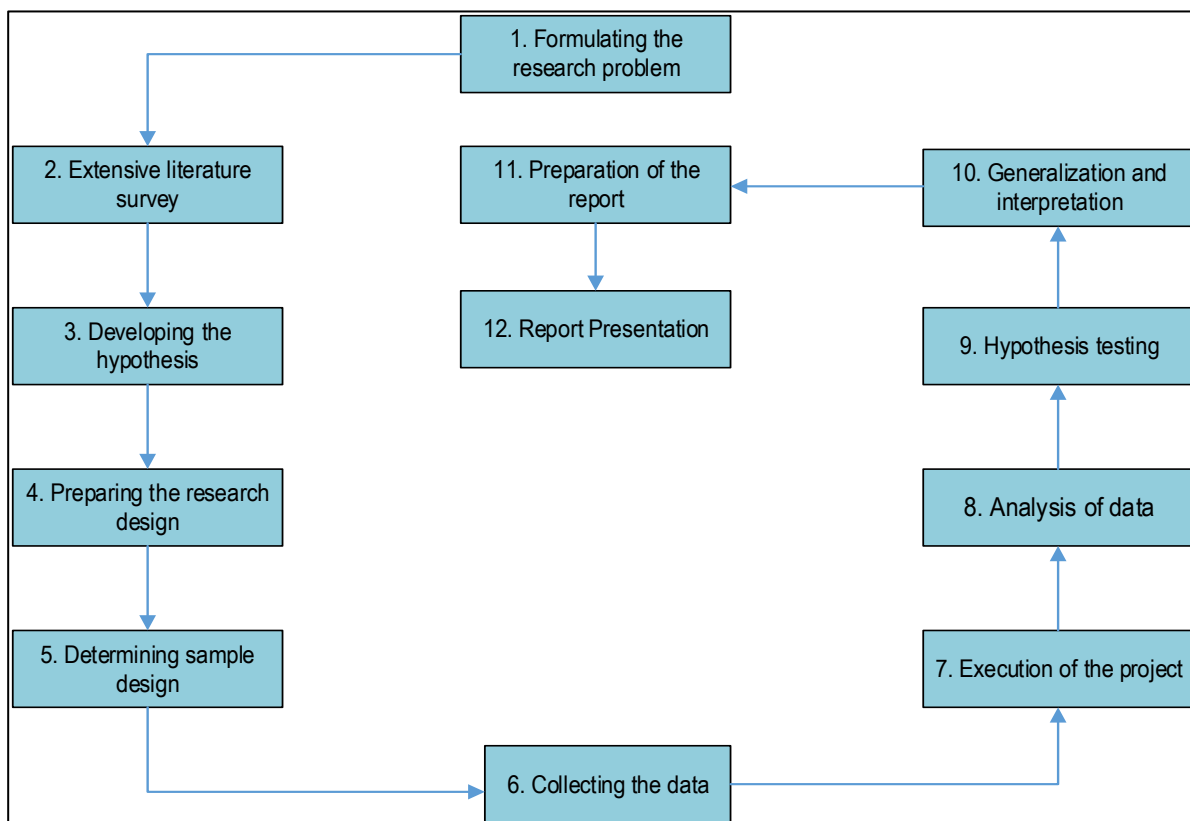 1. Formulating the
research problem
2. Extensive literature
survey
3. Developing the
hypothesis
4. Preparing the research
design
5. Determining sample
design
6. Collecting the data
7. Execution of the project
8. Analysis of data
9. Hypothesis testing
10. Generalization and
interpretation
11. Preparation of the
report
12. Report Presentation